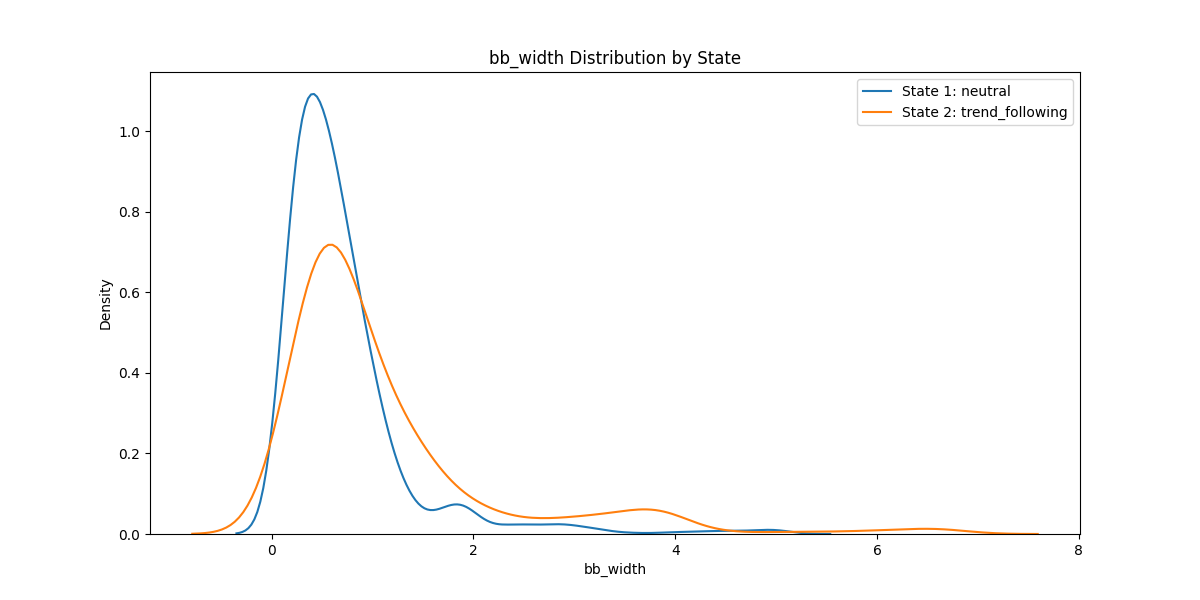 bb_width Distribution by State
State 1: neutral
State 2: trend_following
Density
1.0
0.8
0.6
0.4
0.2
0.0
0 2 4 6 8
bb_width